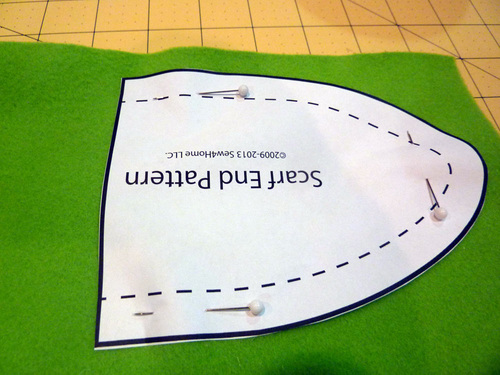 Scarf End Pattern
©2009-2013 Sew4Home LLC.